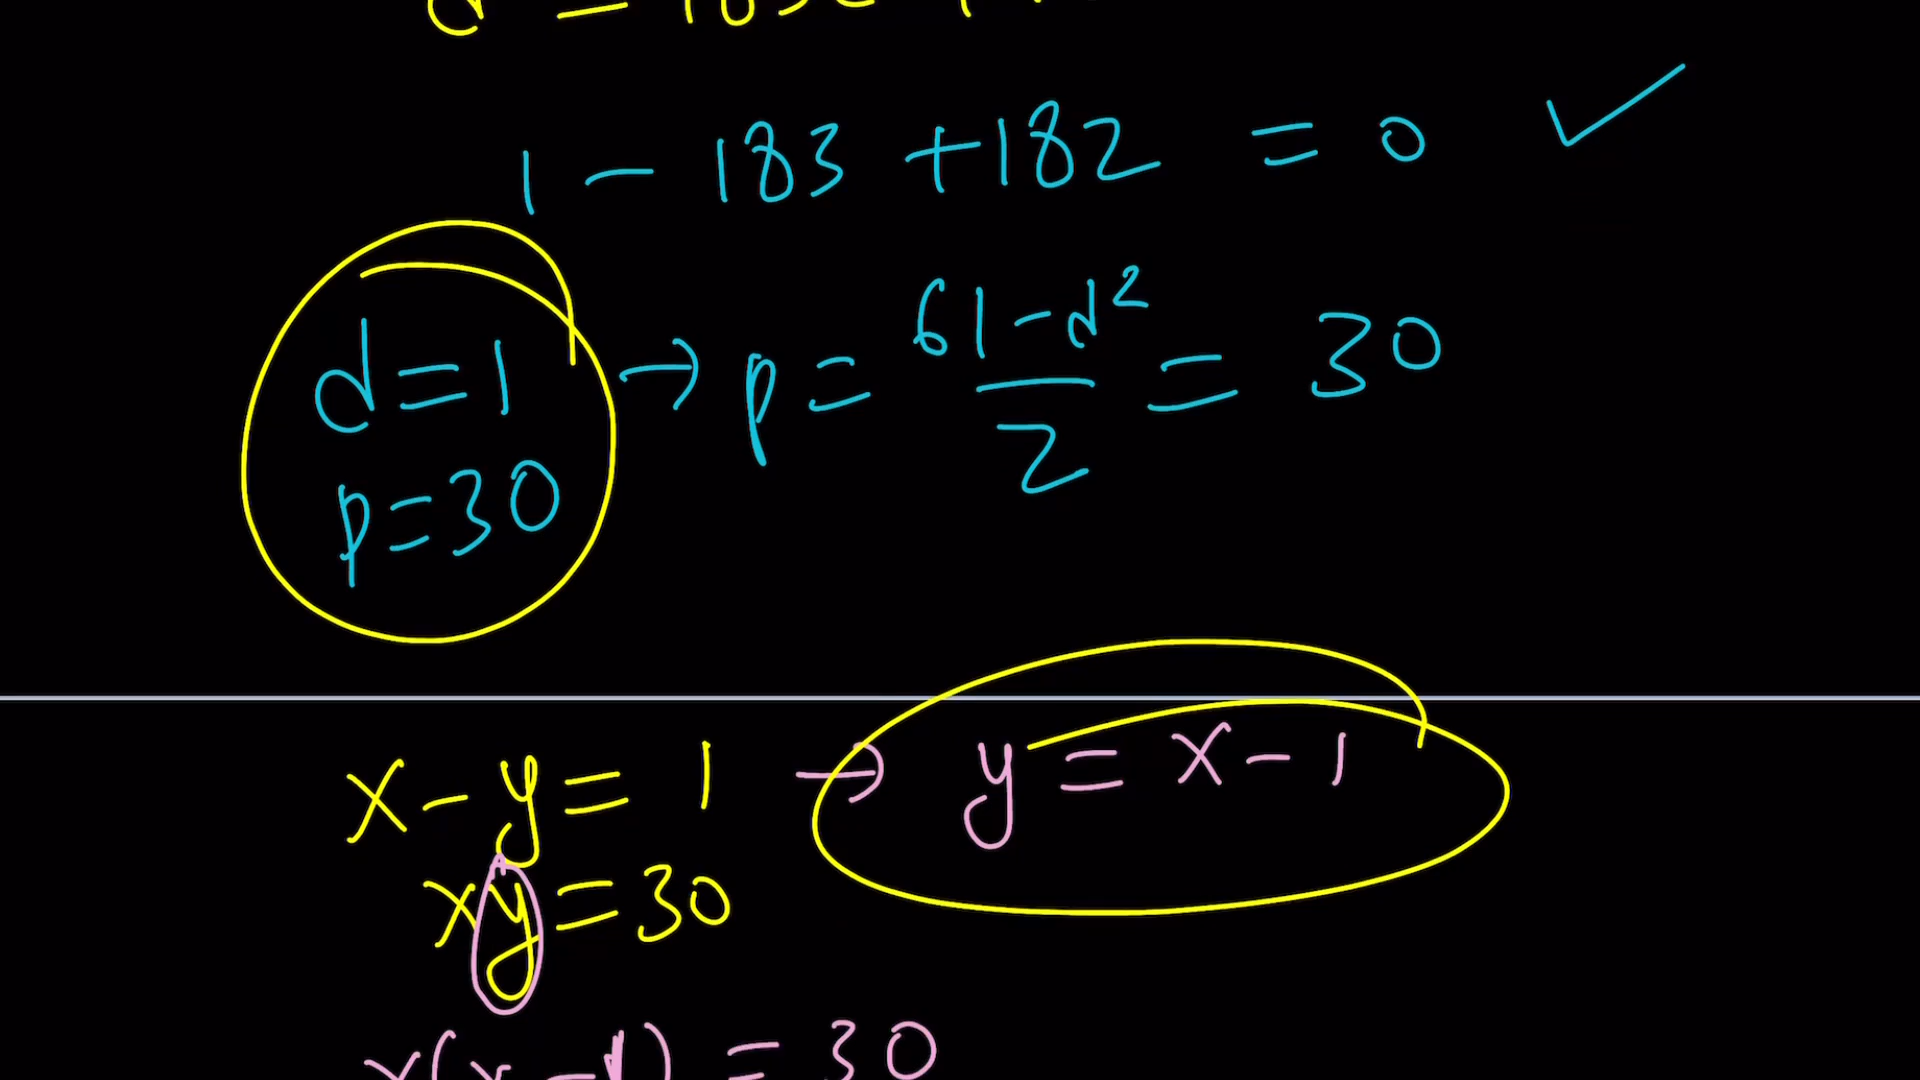 1 - 183 + 182 = 0 ✓
d = 1 → p = (61 - d²)/2 = 30
p = 30
x - y = 1 → y = x - 1
xy = 30
x(x - 1) = 30